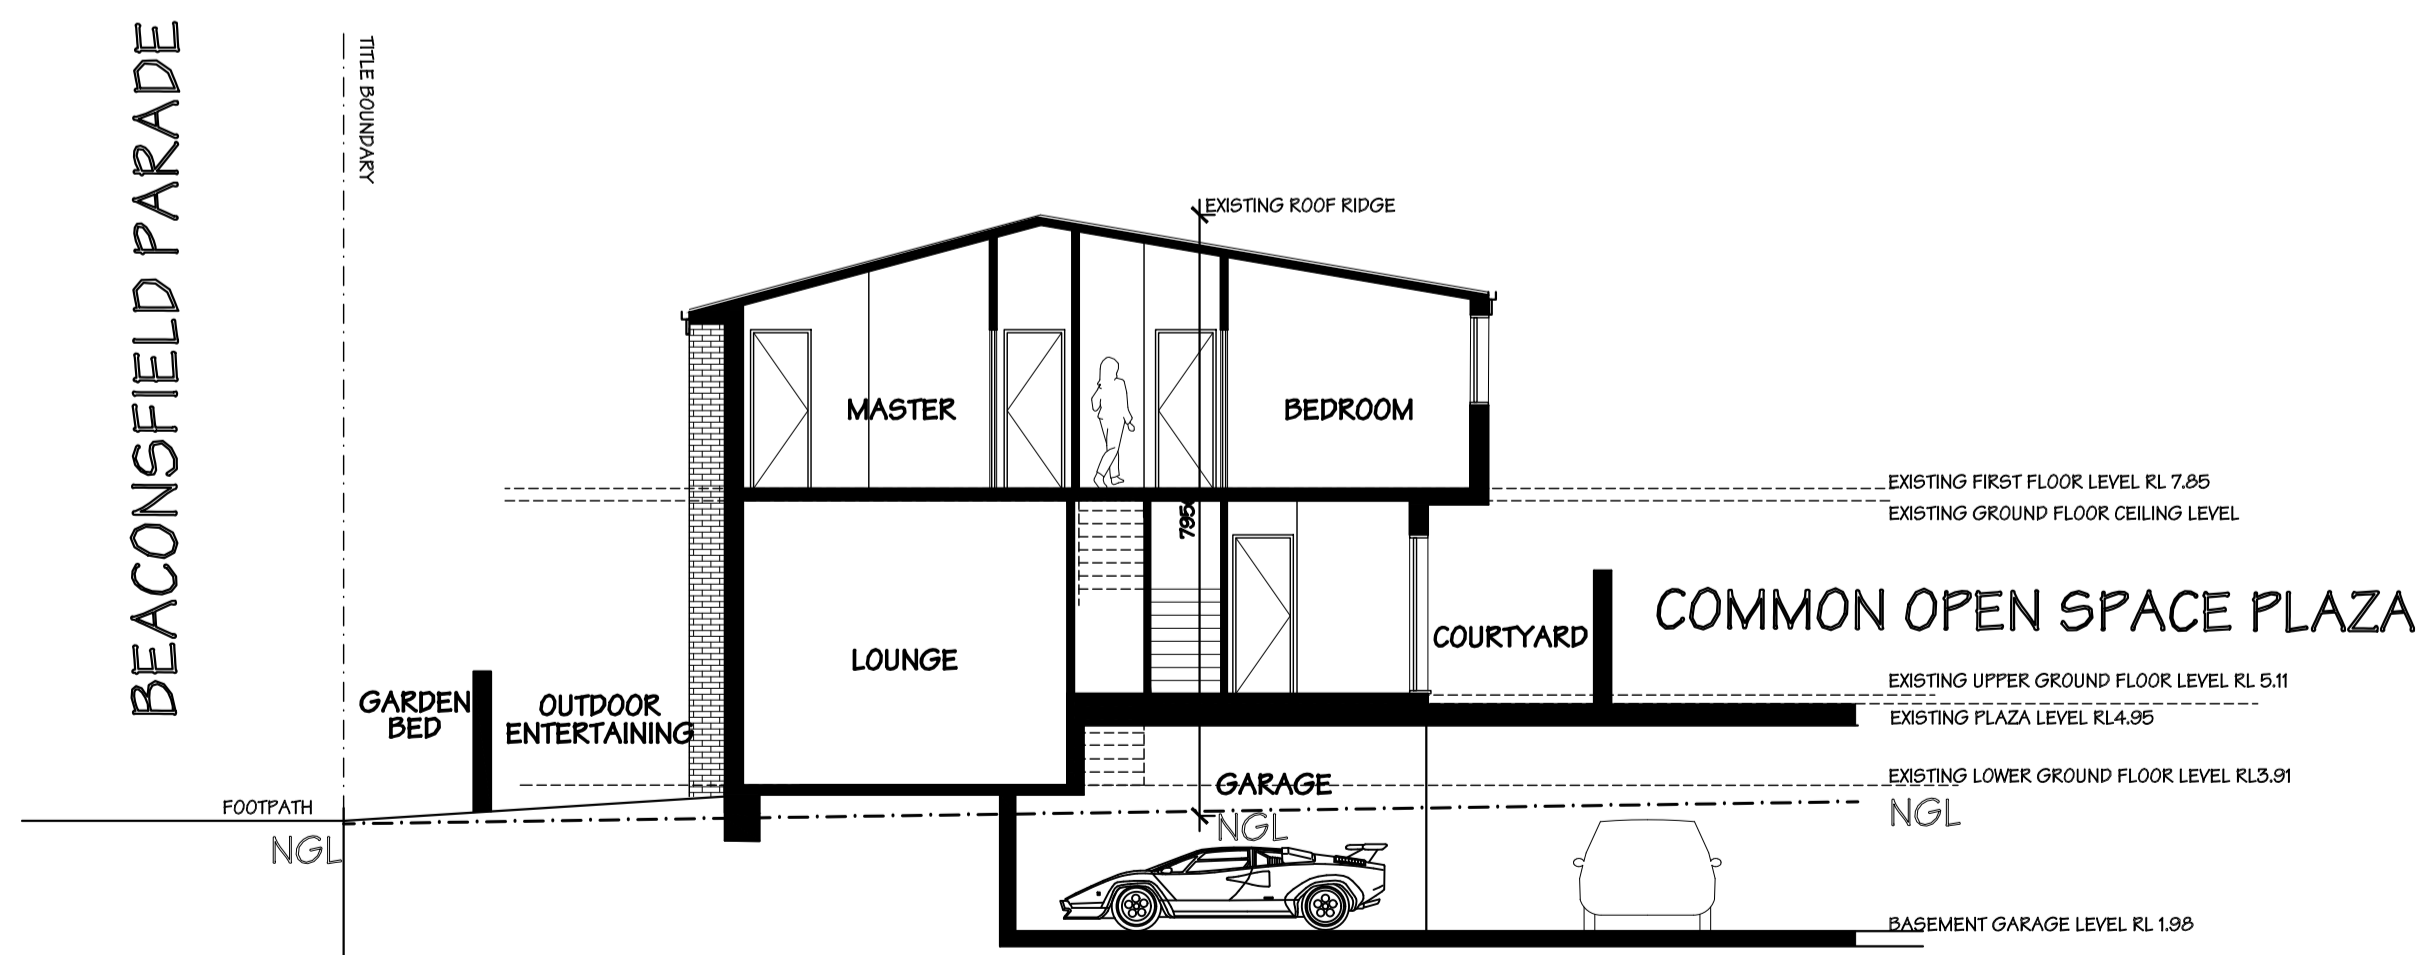 BEACONSFIELD PARADE
TITLE BOUNDARY
EXISTING ROOF RIDGE
MASTER
BEDROOM
EXISTING FIRST FLOOR LEVEL RL 7.85
EXISTING GROUND FLOOR CEILING LEVEL
795
COMMON OPEN SPACE PLAZA
COURTYARD
LOUNGE
EXISTING UPPER GROUND FLOOR LEVEL RL 5.11
GARDEN
BED
OUTDOOR
ENTERTAINING
EXISTING PLAZA LEVEL RL4.95
EXISTING LOWER GROUND FLOOR LEVEL RL3.91
GARAGE
FOOTPATH
NGL
NGL
NGL
BASEMENT GARAGE LEVEL RL 1.98